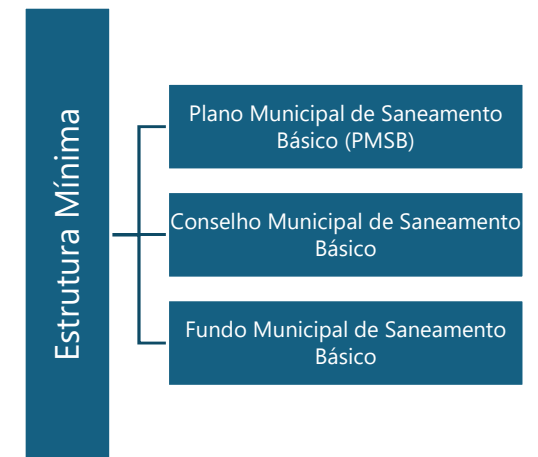 Estrutura Mínima
Plano Municipal de Saneamento
Básico (PMSB)
Conselho Municipal de Saneamento
Básico
Fundo Municipal de Saneamento
Básico